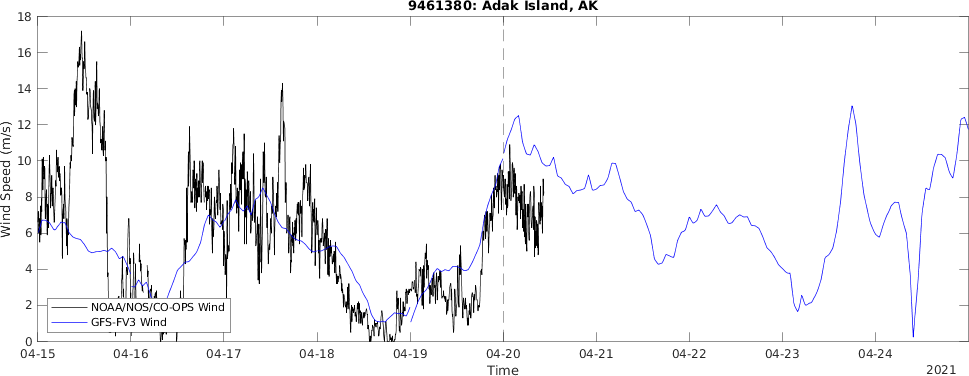 9461380: Adak Island, AK
18
16
14
12
10
8
6
4
2
0
Wind Speed (m/s)
NOAA/NOS/CO-OPS Wind
GFS-FV3 Wind
04-15 04-16 04-17 04-18 04-19 04-20 04-21 04-22 04-23 04-24
Time
2021